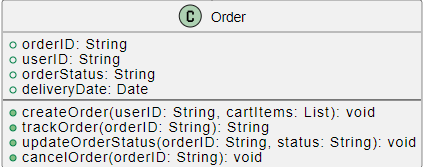 C Order
orderID: String
userID: String
orderStatus: String
deliveryDate: Date
createOrder(userID: String, cartItems: List): void
trackOrder(orderID: String): String
updateOrderStatus(orderID: String, status: String): void
cancelOrder(orderID: String): void